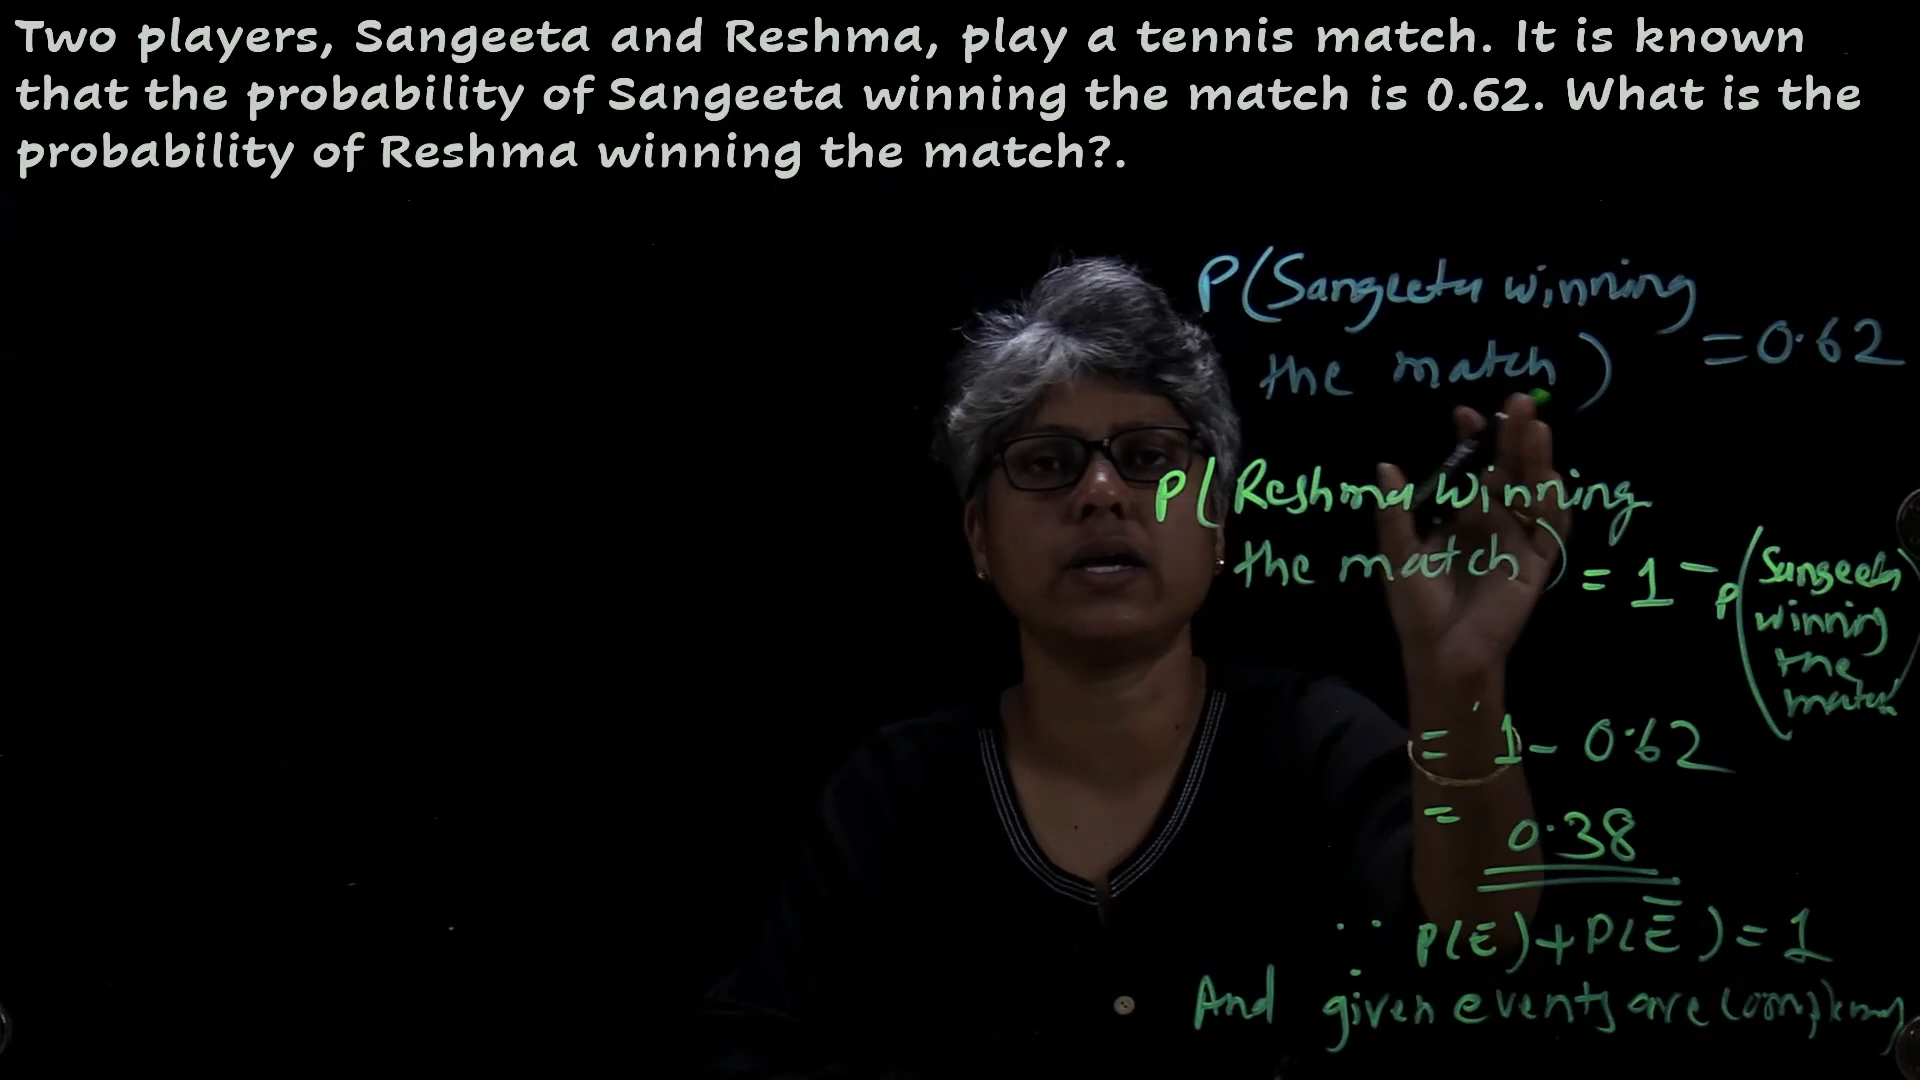 Two players, Sangeeta and Reshma, play a tennis match. It is known
that the probability of Sangeeta winning the match is 0.62. What is the
probability of Reshma winning the match?.
P(Sangeeta winning
the match) = 0.62
P(Reshma Winning
the match) = 1 - P(Sangeeta
winning
the
match)
= 1 - 0.62
= 0.38
∵ P(E) + P(E̅) = 1
And given events are